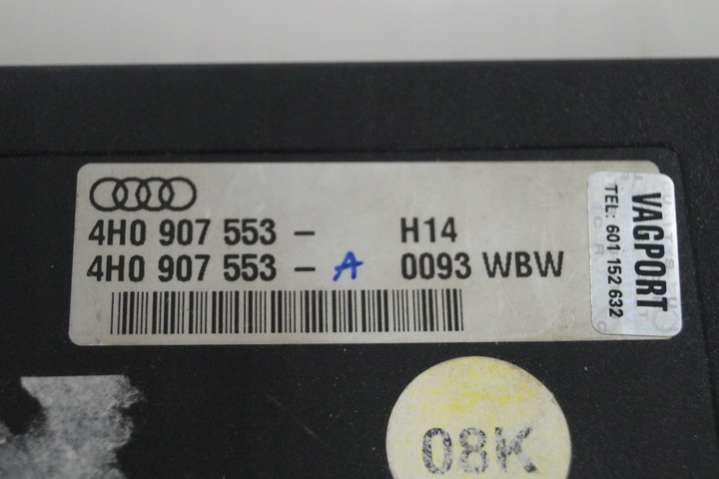 4H0 907 553 - H14
4H0 907 553 - A 0093 WBW
VAGPORT
TEL: 601 152 632
08K